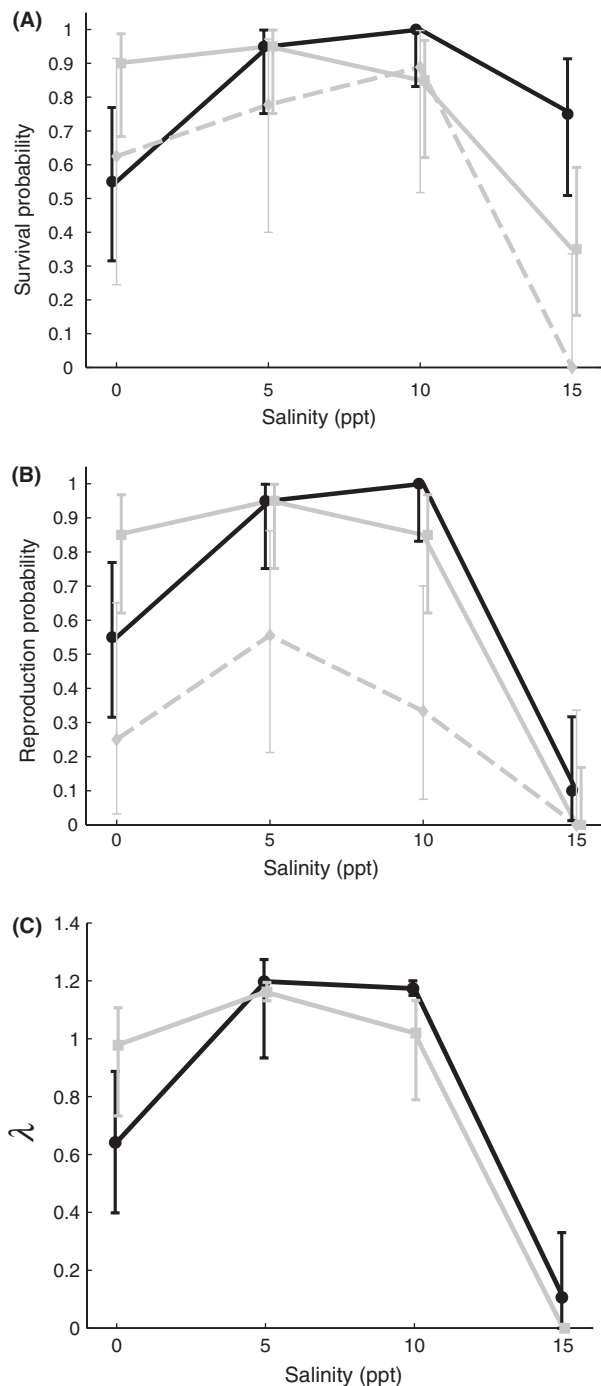 (A)
1
0.9
0.8
0.7
0.6
0.5
0.4
0.3
0.2
0.1
0
Survival probability
0 5 10 15
Salinity (ppt)
(B)
1
0.9
0.8
0.7
0.6
0.5
0.4
0.3
0.2
0.1
0
Reproduction probability
0 5 10 15
Salinity (ppt)
(C)
1.4
1.2
1
0.8
0.6
0.4
0.2
0
λ
0 5 10 15
Salinity (ppt)